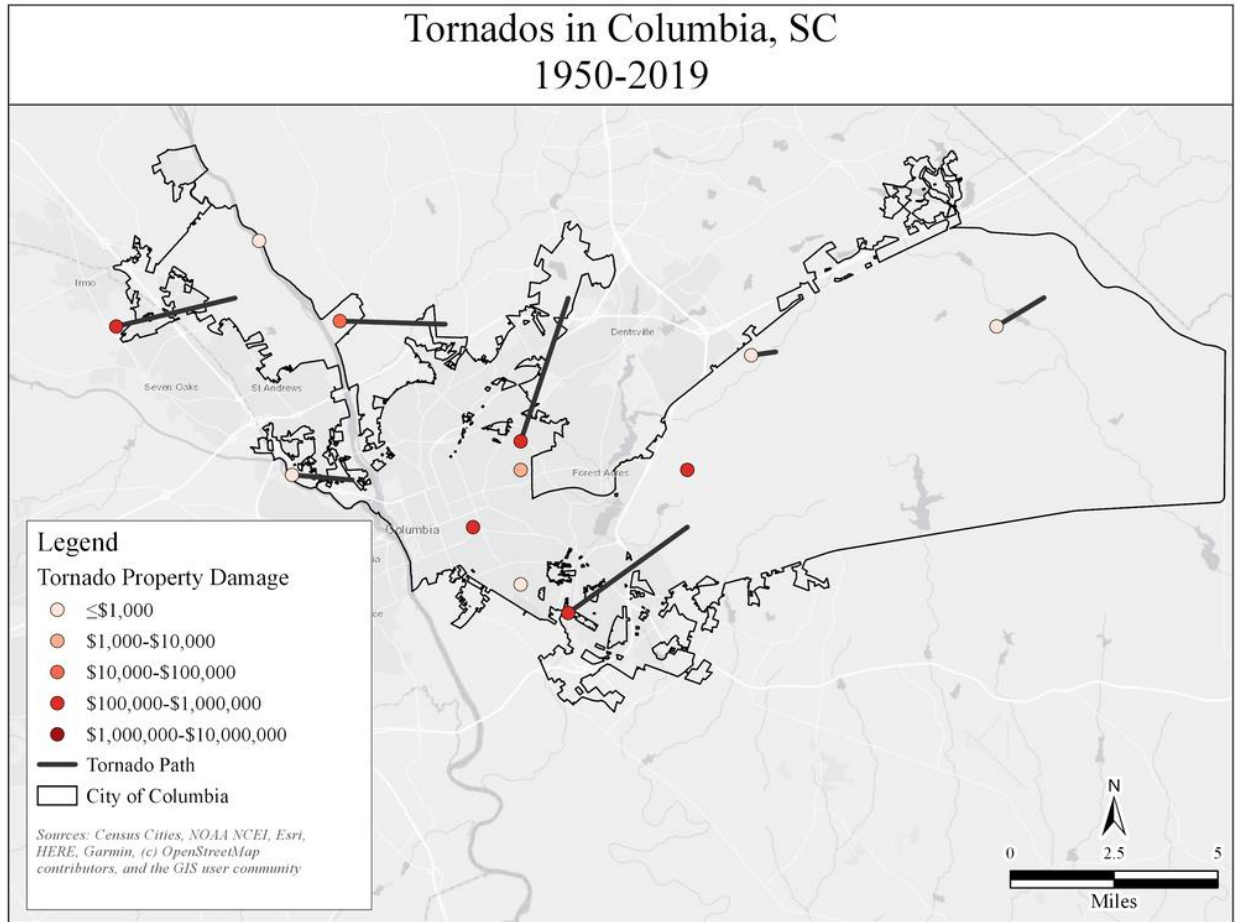 Tornados in Columbia, SC
1950-2019
Irmo
Dentsville
Seven Oaks
St Andrews
Forest Acres
Columbia
Legend
Tornado Property Damage
≤$1,000
$1,000-$10,000
$10,000-$100,000
$100,000-$1,000,000
$1,000,000-$10,000,000
Tornado Path
City of Columbia
Sources: Census Cities, NOAA NCEI, Esri,
HERE, Garmin, (c) OpenStreetMap
contributors, and the GIS user community
N
0 2.5 5
Miles